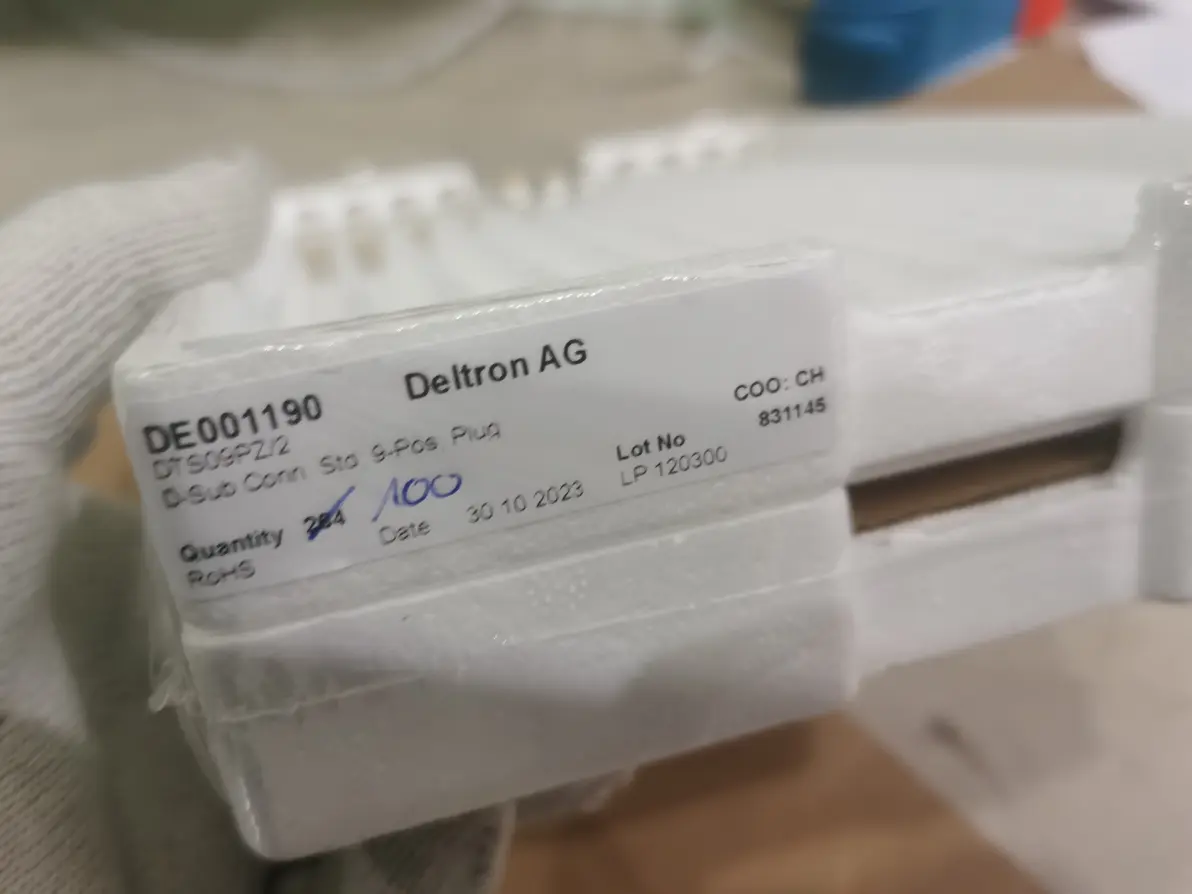 Deltron AG
DE001190
DTS09PZ/2
D-Sub Conn Std 9-Pos Plug
COO: CH
831145
Quantity 284 100
Date 30 10 2023
Lot No
LP 120300
RoHS